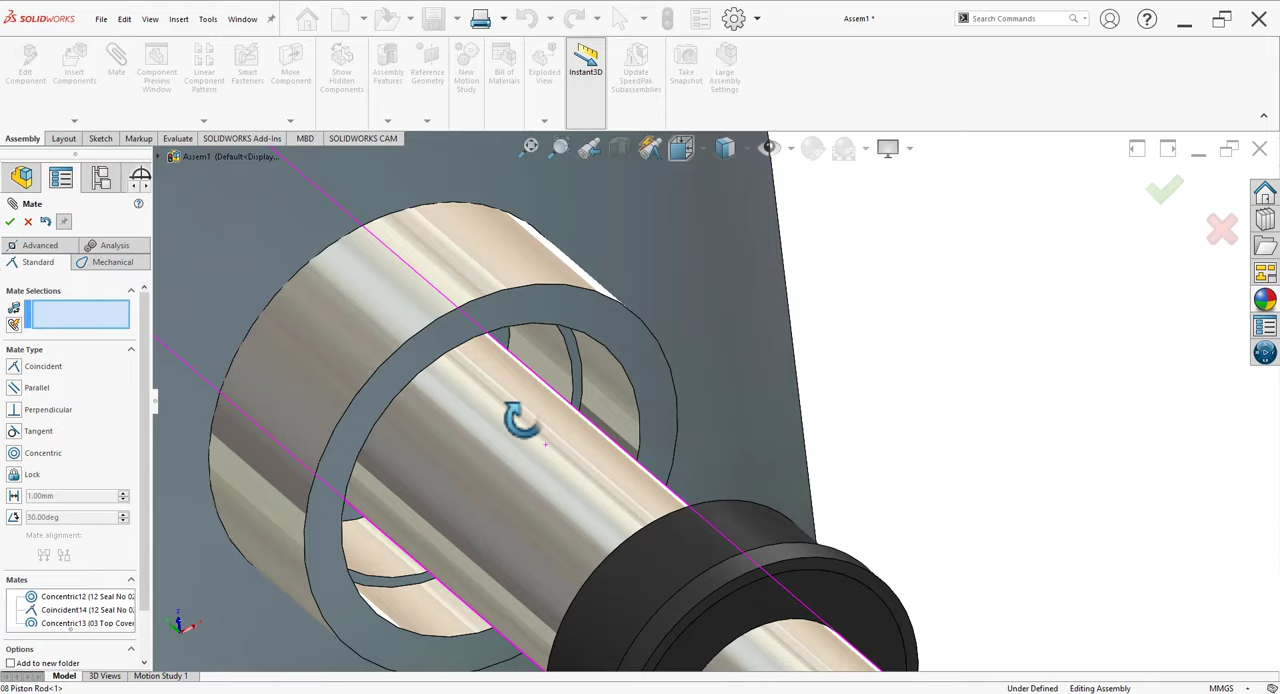 SOLIDWORKS File Edit View Insert Tools Window Assem1 * Search Commands
Edit Component
Insert Components
Mate
Component Preview Window
Linear Component Pattern
Smart Fasteners
Move Component
Show Hidden Components
Assembly Features
Reference Geometry
New Motion Study
Bill of Materials
Exploded View
Instant3D
Update SpeedPak Subassemblies
Take Snapshot
Large Assembly Settings
Assembly Layout Sketch Markup Evaluate SOLIDWORKS Add-Ins MBD SOLIDWORKS CAM
Assem1 (Default<Display...
Mate
Advanced Analysis
Standard Mechanical
Mate Selections
Mate Type
Coincident
Parallel
Perpendicular
Tangent
Concentric
Lock
1.00mm
30.00deg
Mate alignment:
Mates
Concentric12 (12 Seal No 02
Coincident14 (12 Seal No 02
Concentric13 (03 Top Cover
Options
Add to new folder
Model 3D Views Motion Study 1
08 Piston Rod<1> Under Defined Editing Assembly MMGS